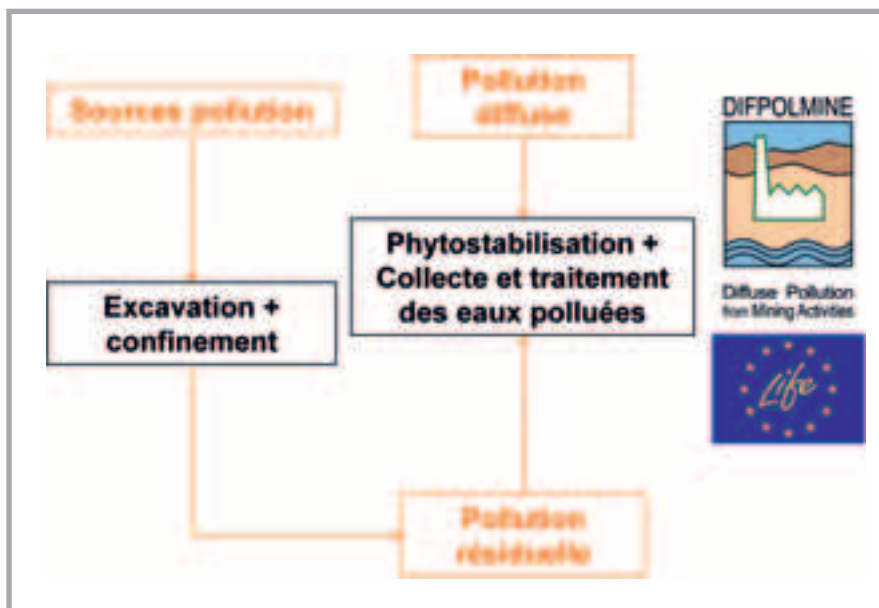 Sources pollution
Pollution
diffuse
DIFPOLMINE
Phytostabilisation +
Collecte et traitement
des eaux polluées
Excavation +
confinement
Diffuse Pollution
from Mining Activities
Life
Pollution
résiduelle